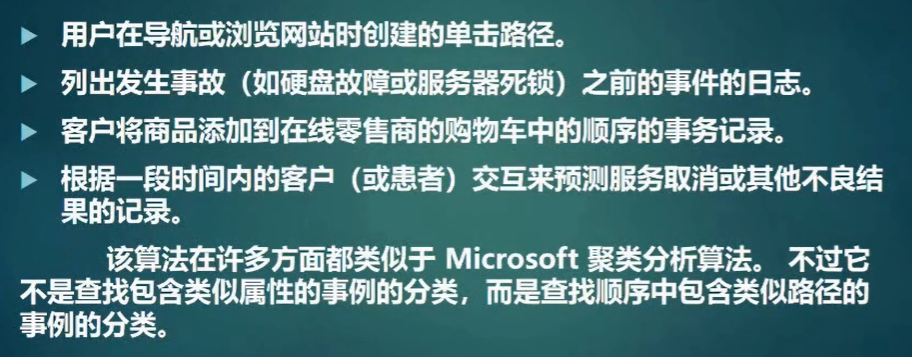 用户在导航或浏览网站时创建的单击路径。
列出发生事故（如硬盘故障或服务器死锁）之前的事件的日志。
客户将商品添加到在线零售商的购物车中的顺序的事务记录。
根据一段时间内的客户（或患者）交互来预测服务取消或其他不良结
果的记录。
该算法在许多方面都类似于 Microsoft 聚类分析算法。 不过它
不是查找包含类似属性的事例的分类，而是查找顺序中包含类似路径的
事例的分类。